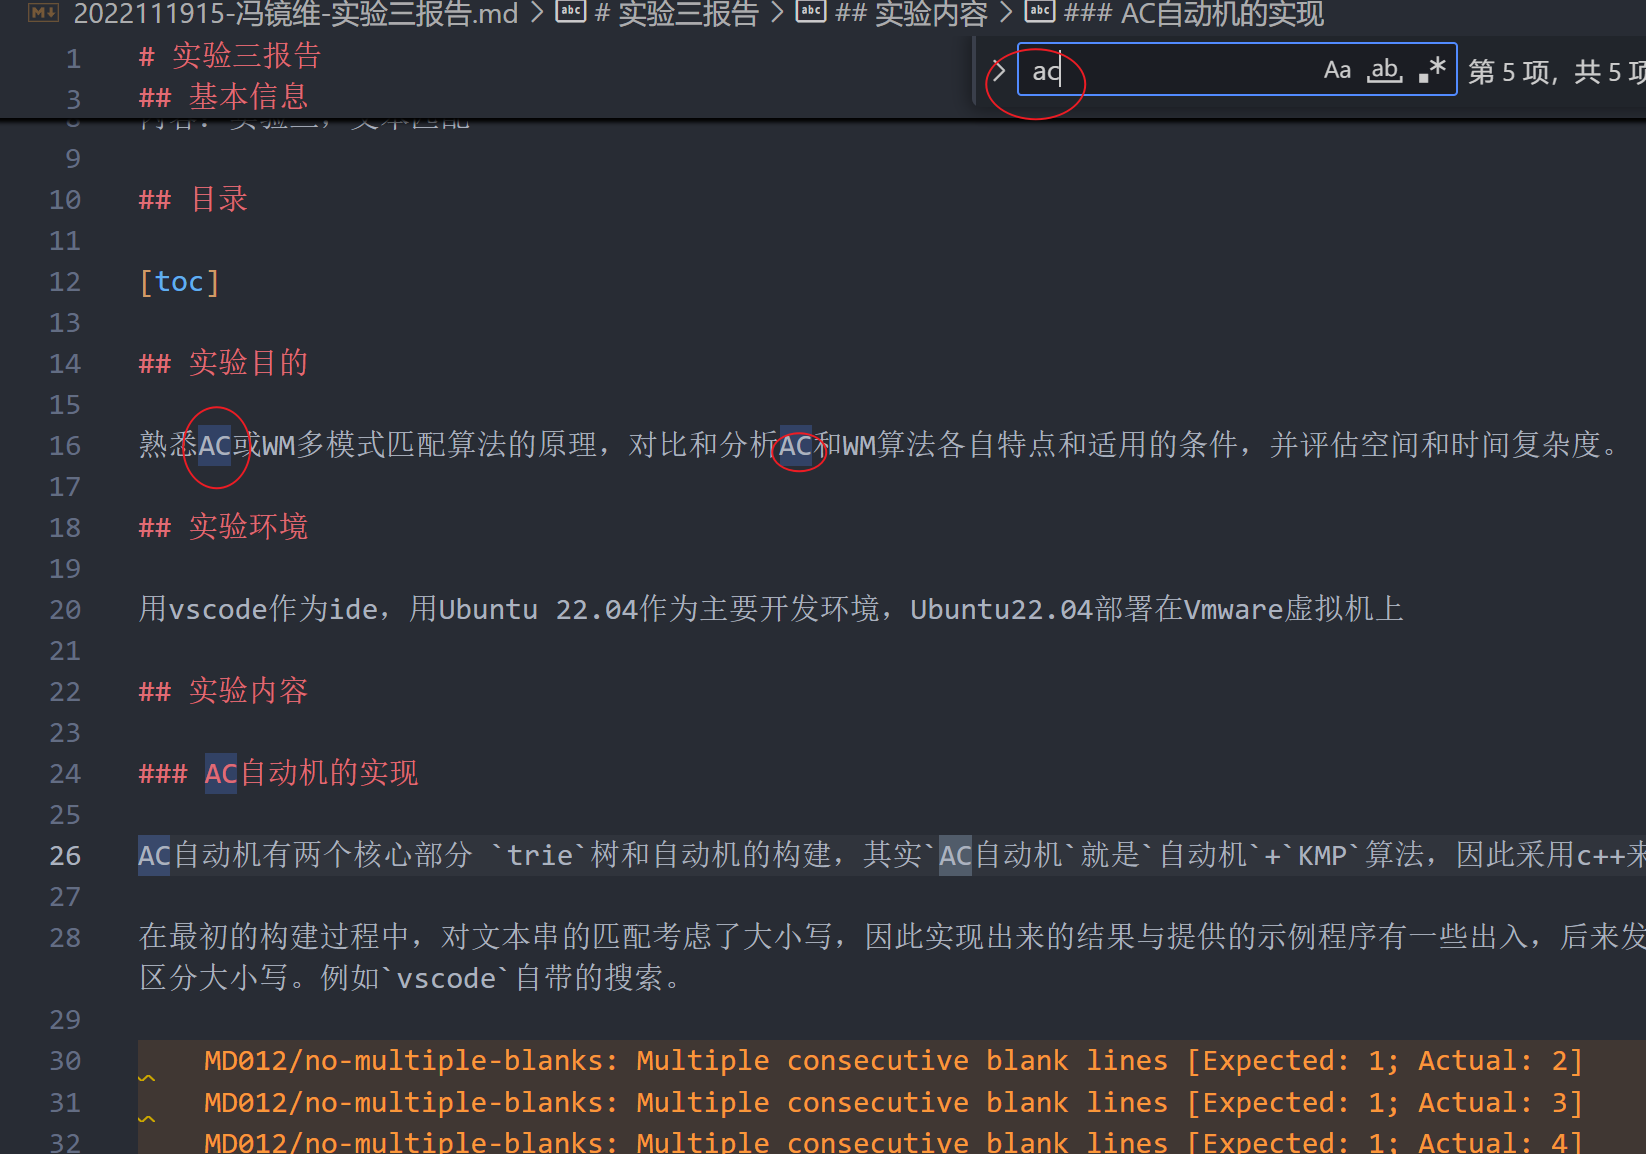 2022111915-冯镜维-实验三报告.md > # 实验三报告 > ## 实验内容 > ### AC自动机的实现
1 # 实验三报告
3 ## 基本信息
ac Aa ab .* 第 5 项，共 5 项
8 内容：实验三，文本匹配
9
10 ## 目录
11
12 [toc]
13
14 ## 实验目的
15
16 熟悉AC或WM多模式匹配算法的原理，对比和分析AC和WM算法各自特点和适用的条件，并评估空间和时间复杂度。
17
18 ## 实验环境
19
20 用vscode作为ide，用Ubuntu 22.04作为主要开发环境，Ubuntu22.04部署在Vmware虚拟机上
21
22 ## 实验内容
23
24 ### AC自动机的实现
25
26 AC自动机有两个核心部分 `trie`树和自动机的构建，其实`AC自动机`就是`自动机`+`KMP`算法，因此采用c++来
27
28 在最初的构建过程中，对文本串的匹配考虑了大小写，因此实现出来的结果与提供的示例程序有一些出入，后来发
区分大小写。例如`vscode`自带的搜索。
29
30 MD012/no-multiple-blanks: Multiple consecutive blank lines [Expected: 1; Actual: 2]
31 MD012/no-multiple-blanks: Multiple consecutive blank lines [Expected: 1; Actual: 3]
32 MD012/no-multiple-blanks: Multiple consecutive blank lines [Expected: 1; Actual: 4]